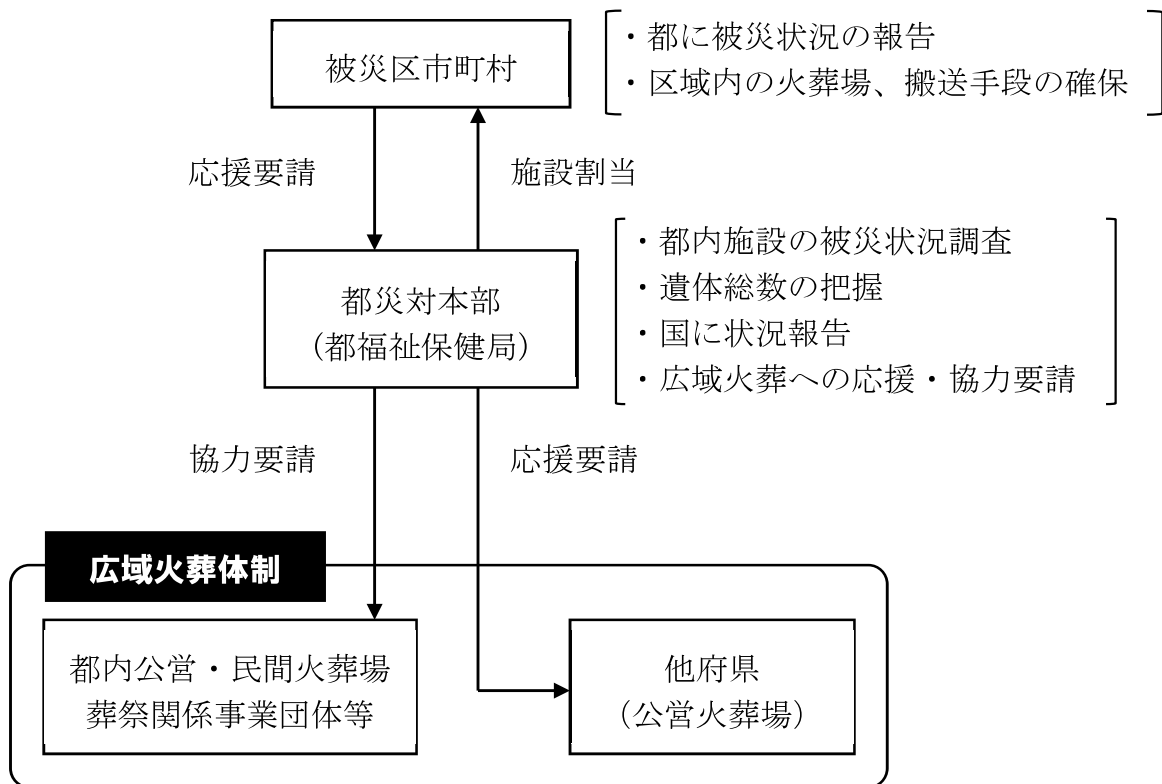 被災区市町村
・都に被災状況の報告
・区域内の火葬場、搬送手段の確保
応援要請
施設割当
都災対本部
(都福祉保健局)
・都内施設の被災状況調査
・遺体総数の把握
・国に状況報告
・広域火葬への応援・協力要請
協力要請
応援要請
広域火葬体制
都内公営・民間火葬場
葬祭関係事業団体等
他府県
(公営火葬場)